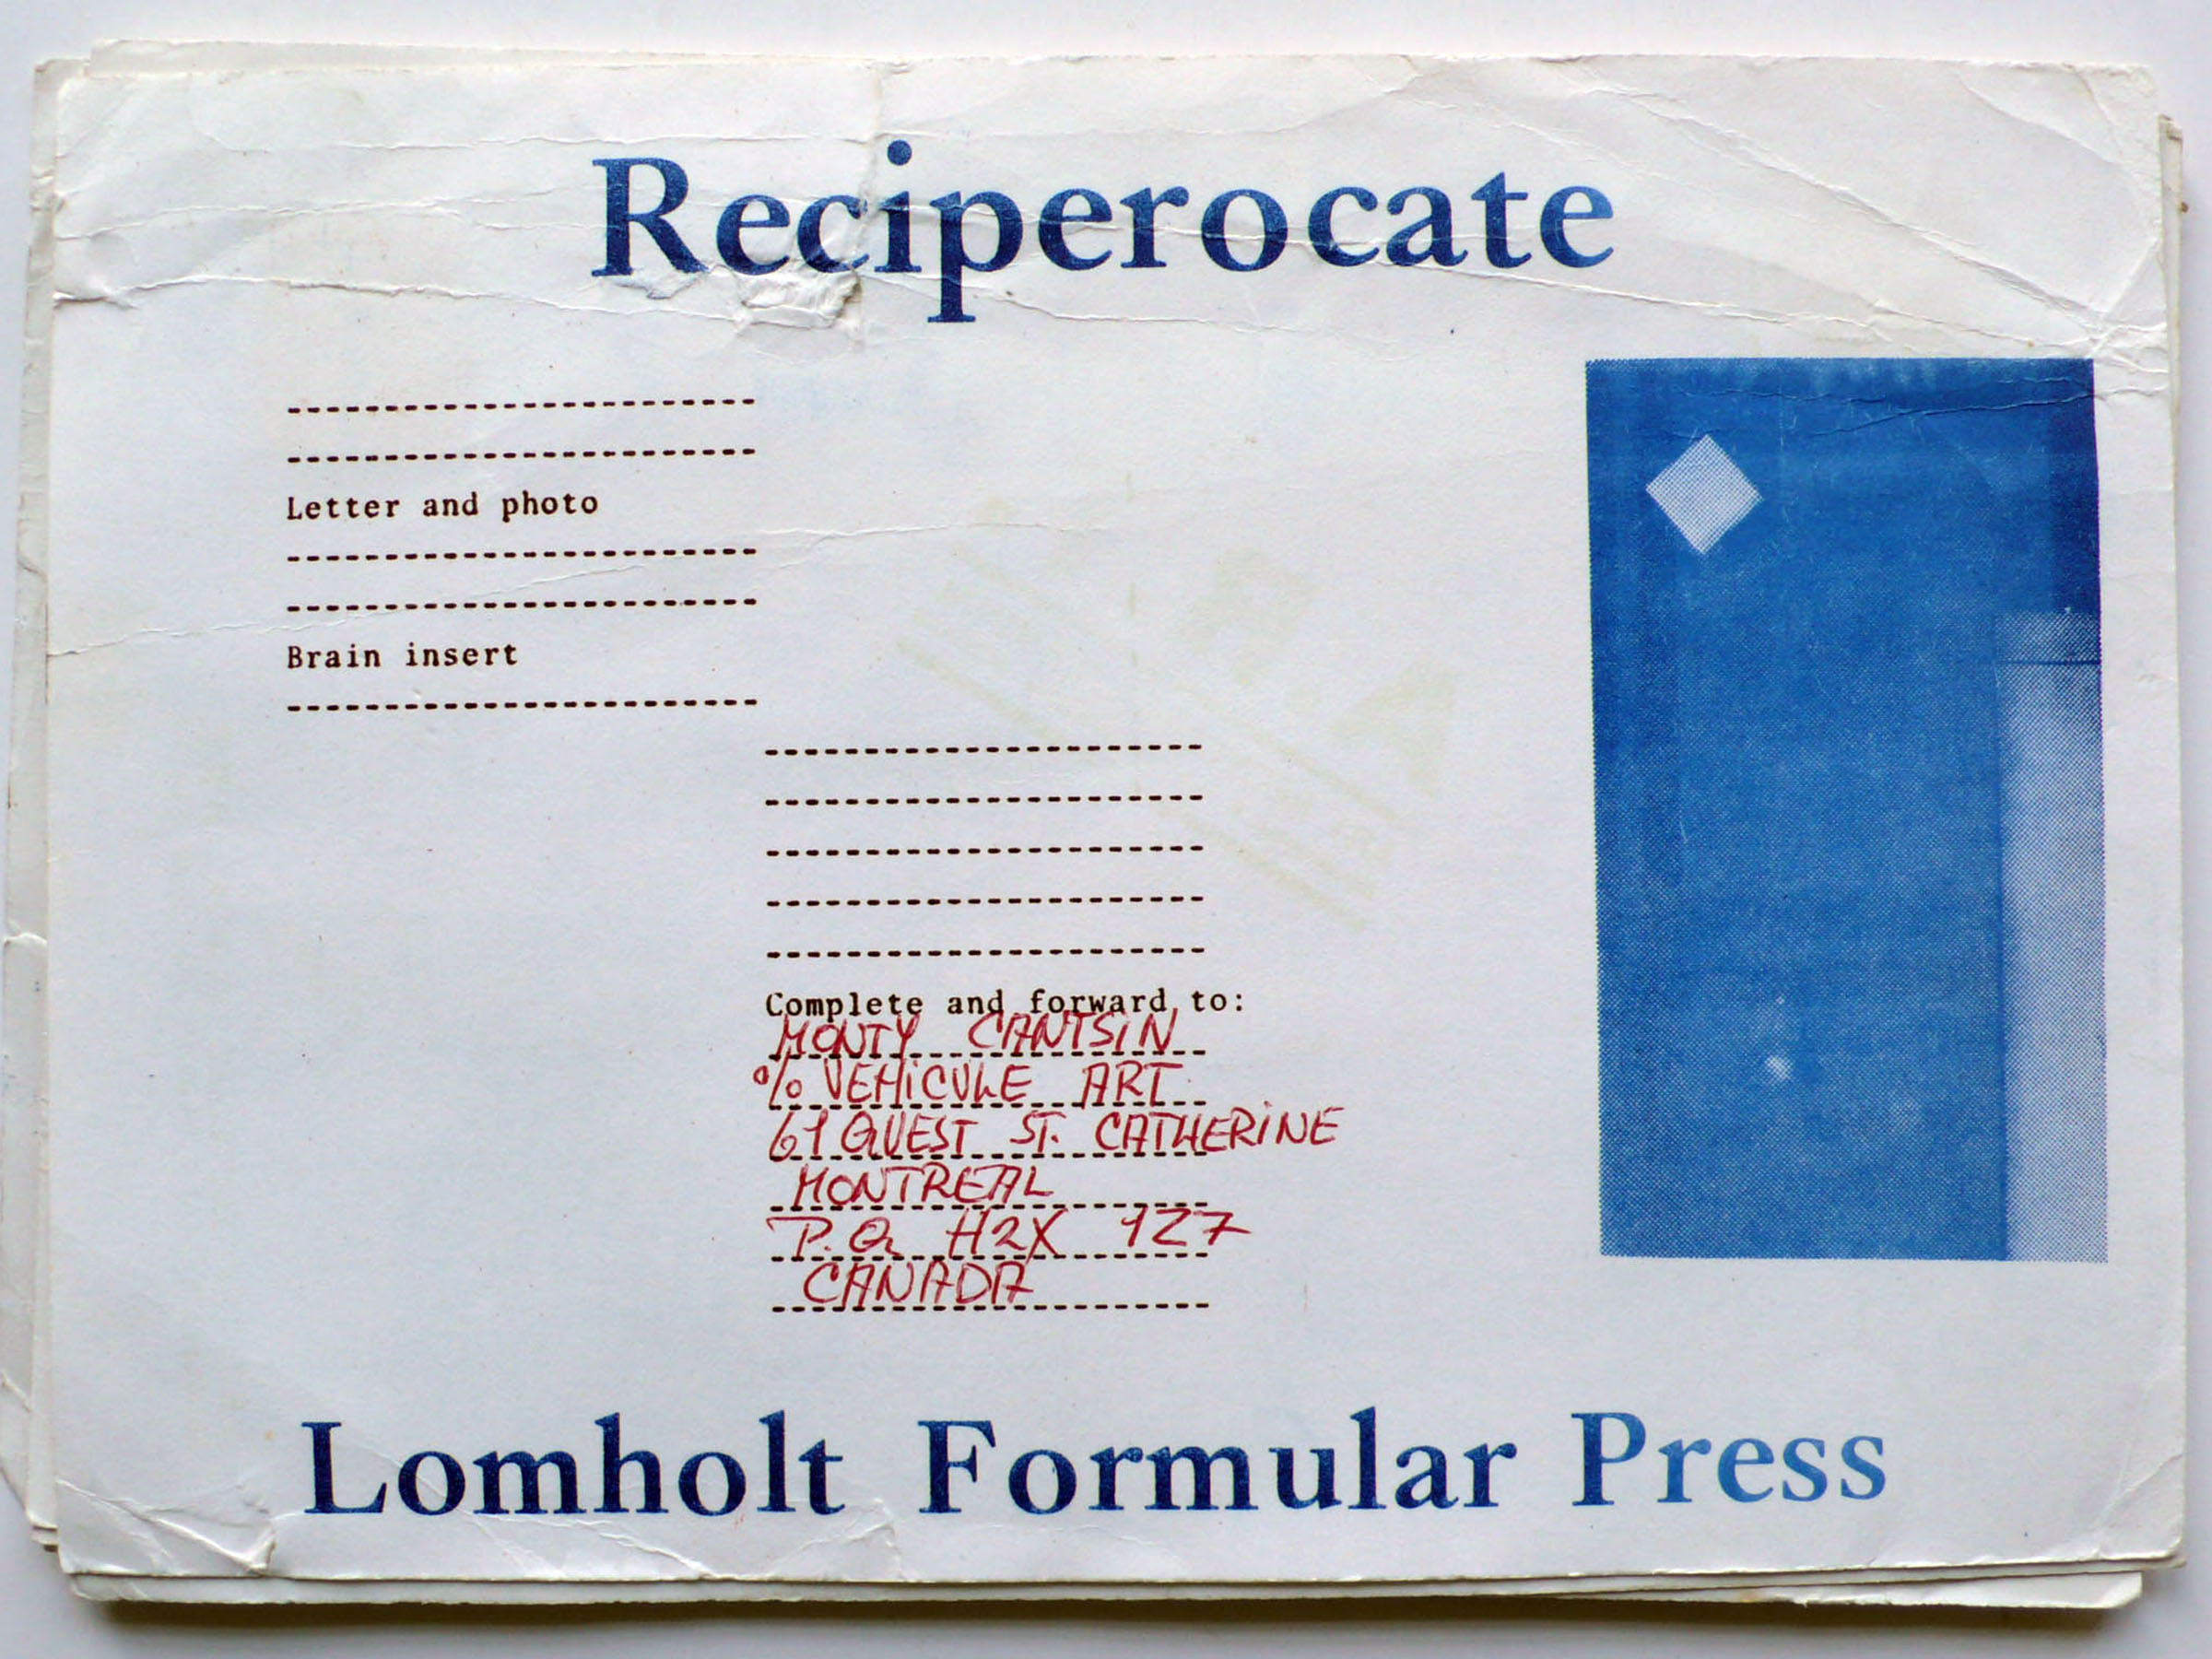 Reciperocate
Letter and photo
Brain insert
Complete and forward to:
MONTY CANTSIN
% VEHICULE ART
61 QUEST ST. CATHERINE
MONTREAL
P.Q. H2X 1Z7
CANADA
Lomholt Formular Press